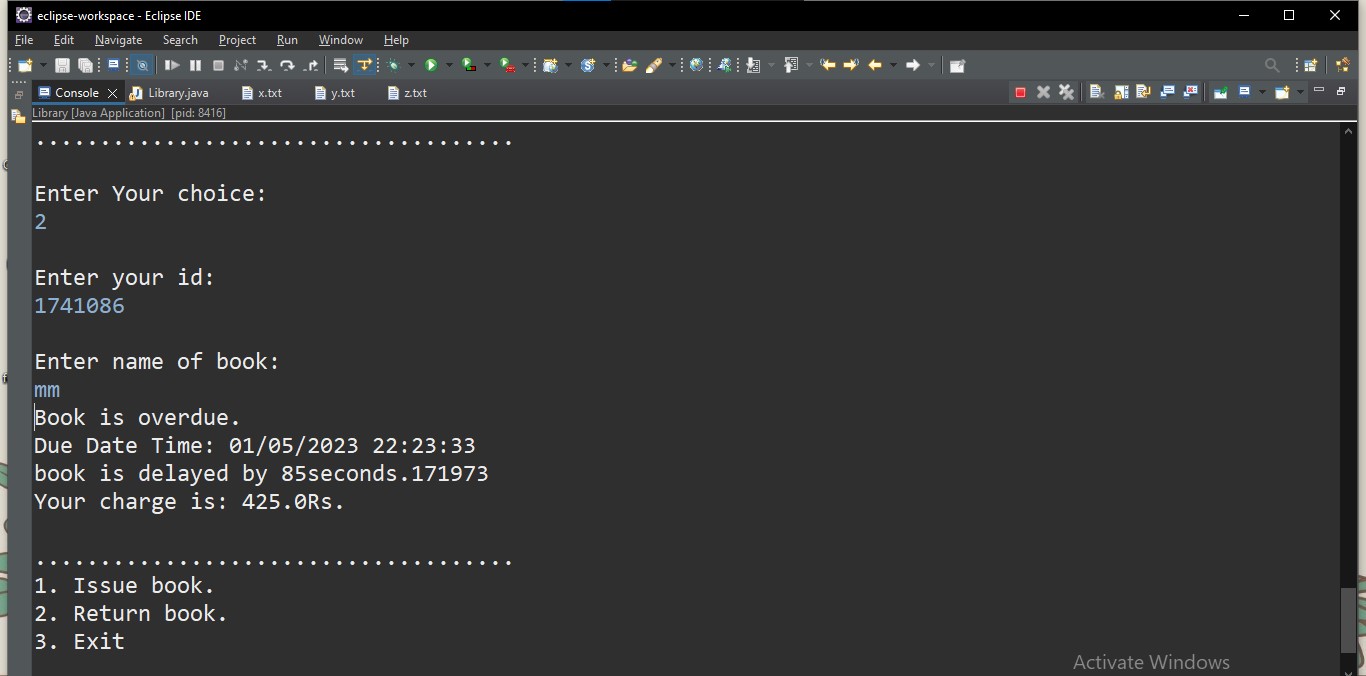 eclipse-workspace - Eclipse IDE
File Edit Navigate Search Project Run Window Help
Console Library.java x.txt y.txt z.txt
Library [Java Application] [pid: 8416]
.....................................
Enter Your choice:
2
Enter your id:
1741086
Enter name of book:
mm
Book is overdue.
Due Date Time: 01/05/2023 22:23:33
book is delayed by 85seconds.171973
Your charge is: 425.0Rs.
.....................................
1. Issue book.
2. Return book.
3. Exit
Activate Windows